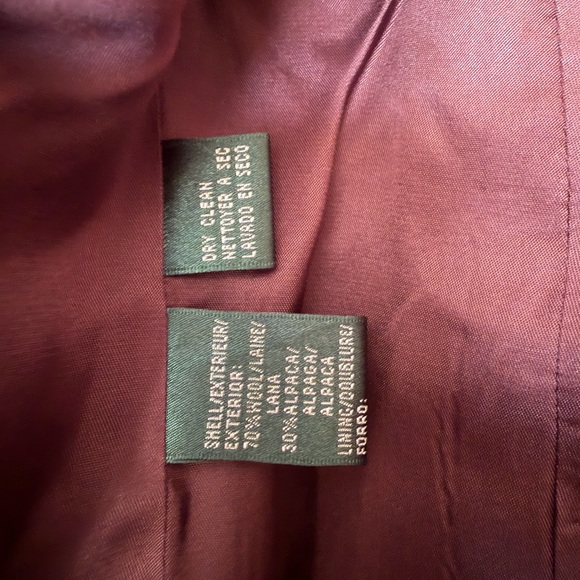 DRY CLEAN
NETTOYER A SEC
LAVADO EN SECO
SHELL/EXTERIEUR/
EXTERIOR:
70%WOOL/LAINE/
LANA
30%ALPACA/
ALPAGA/
ALPACA
LINING/DOUBLURE/
FORRO: